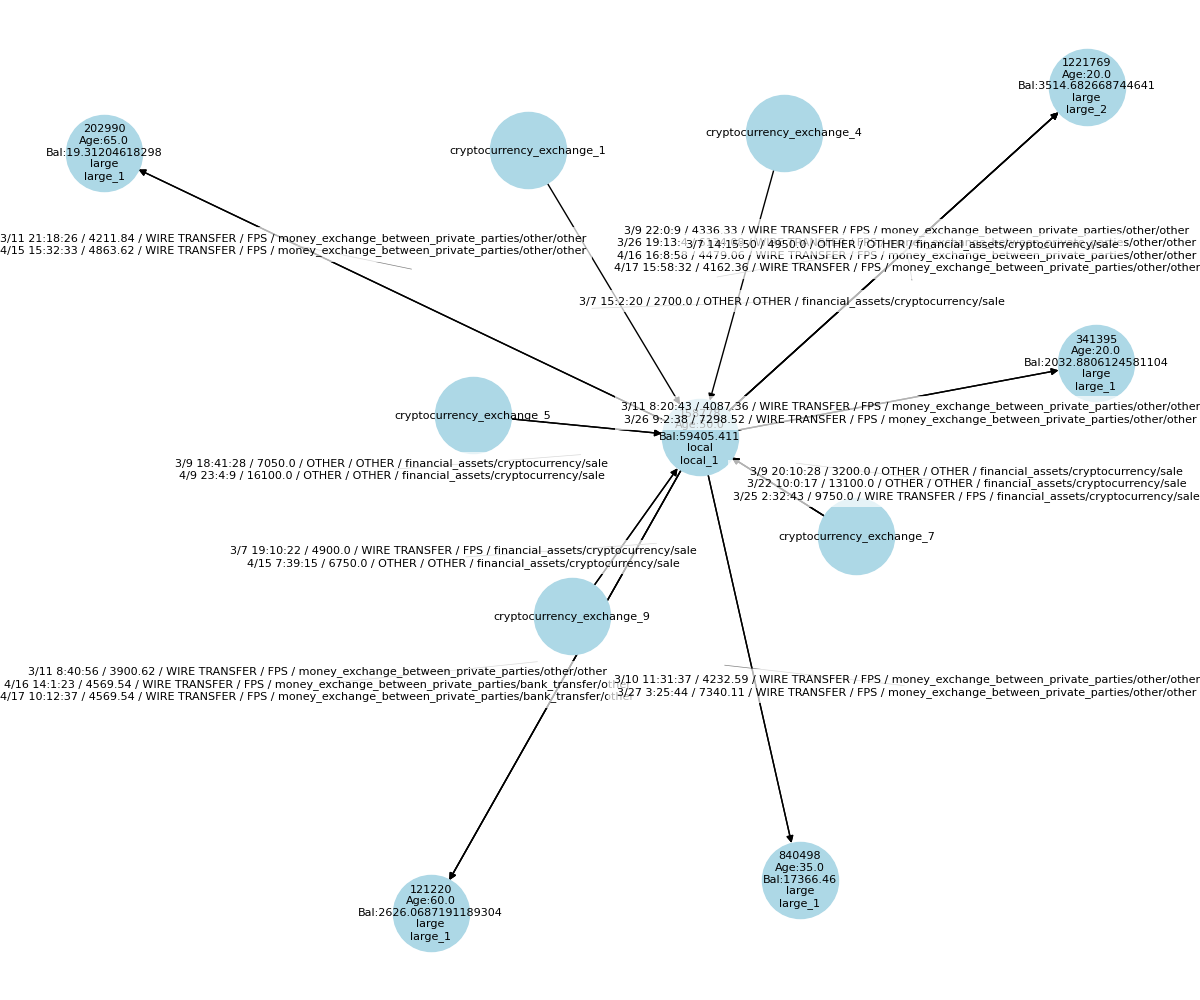 1221769
Age:20.0
Bal:3514.682668744641
large
large_2
202990
Age:65.0
Bal:19.31204618298
large
large_1
cryptocurrency_exchange_1
cryptocurrency_exchange_4
3/11 21:18:26 / 4211.84 / WIRE TRANSFER / FPS / money_exchange_between_private_parties/other/other
4/15 15:32:33 / 4863.62 / WIRE TRANSFER / FPS / money_exchange_between_private_parties/other/other
3/9 22:0:9 / 4336.33 / WIRE TRANSFER / FPS / money_exchange_between_private_parties/other/other
3/26 19:13:
3/7 14:15:50 / 4950.0 / OTHER / OTHER / financial_assets/cryptocurrency/sale
4/16 16:8:58 / 4479.06 / WIRE TRANSFER / FPS / money_exchange_between_private_parties/other/other
4/17 15:58:32 / 4162.36 / WIRE TRANSFER / FPS / money_exchange_between_private_parties/other/other
3/7 15:2:20 / 2700.0 / OTHER / OTHER / financial_assets/cryptocurrency/sale
341395
Age:20.0
Bal:2032.8806124581104
large
large_1
3/11 8:20:43 / 4087.36 / WIRE TRANSFER / FPS / money_exchange_between_private_parties/other/other
3/26 9:2:38 / 7298.52 / WIRE TRANSFER / FPS / money_exchange_between_private_parties/other/other
cryptocurrency_exchange_5
Bal:59405.411
local
local_1
3/9 18:41:28 / 7050.0 / OTHER / OTHER / financial_assets/cryptocurrency/sale
4/9 23:4:9 / 16100.0 / OTHER / OTHER / financial_assets/cryptocurrency/sale
3/9 20:10:28 / 3200.0 / OTHER / OTHER / financial_assets/cryptocurrency/sale
3/22 10:0:17 / 13100.0 / OTHER / OTHER / financial_assets/cryptocurrency/sale
3/25 2:32:43 / 9750.0 / WIRE TRANSFER / FPS / financial_assets/cryptocurrency/sale
cryptocurrency_exchange_7
3/7 19:10:22 / 4900.0 / WIRE TRANSFER / FPS / financial_assets/cryptocurrency/sale
4/15 7:39:15 / 6750.0 / OTHER / OTHER / financial_assets/cryptocurrency/sale
cryptocurrency_exchange_9
3/11 8:40:56 / 3900.62 / WIRE TRANSFER / FPS / money_exchange_between_private_parties/other/other
4/16 14:1:23 / 4569.54 / WIRE TRANSFER / FPS / money_exchange_between_private_parties/bank_transfer/other
4/17 10:12:37 / 4569.54 / WIRE TRANSFER / FPS / money_exchange_between_private_parties/bank_transfer/other
3/10 11:31:37 / 4232.59 / WIRE TRANSFER / FPS / money_exchange_between_private_parties/other/other
3/27 3:25:44 / 7340.11 / WIRE TRANSFER / FPS / money_exchange_between_private_parties/other/other
840498
Age:35.0
Bal:17366.46
large
large_1
121220
Age:60.0
Bal:2626.0687191189304
large
large_1